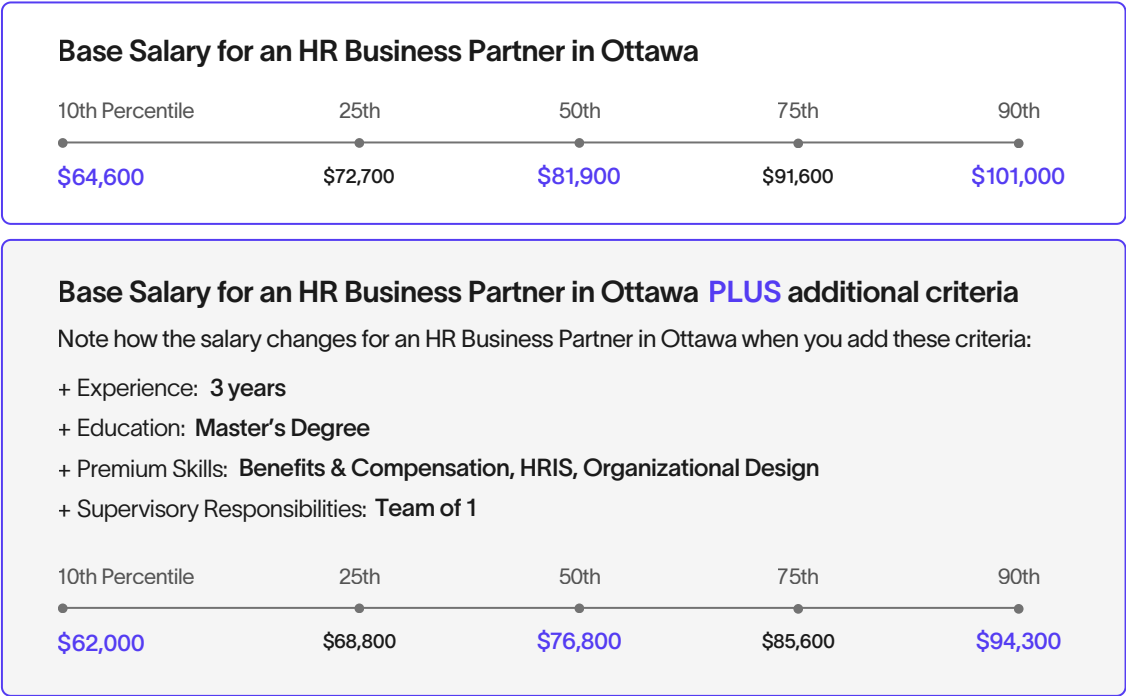 Base Salary for an HR Business Partner in Ottawa
10th Percentile 25th 50th 75th 90th
$64,600 $72,700 $81,900 $91,600 $101,000
Base Salary for an HR Business Partner in Ottawa PLUS additional criteria
Note how the salary changes for an HR Business Partner in Ottawa when you add these criteria:
+ Experience: 3 years
+ Education: Master’s Degree
+ Premium Skills: Benefits & Compensation, HRIS, Organizational Design
+ Supervisory Responsibilities: Team of 1
10th Percentile 25th 50th 75th 90th
$62,000 $68,800 $76,800 $85,600 $94,300